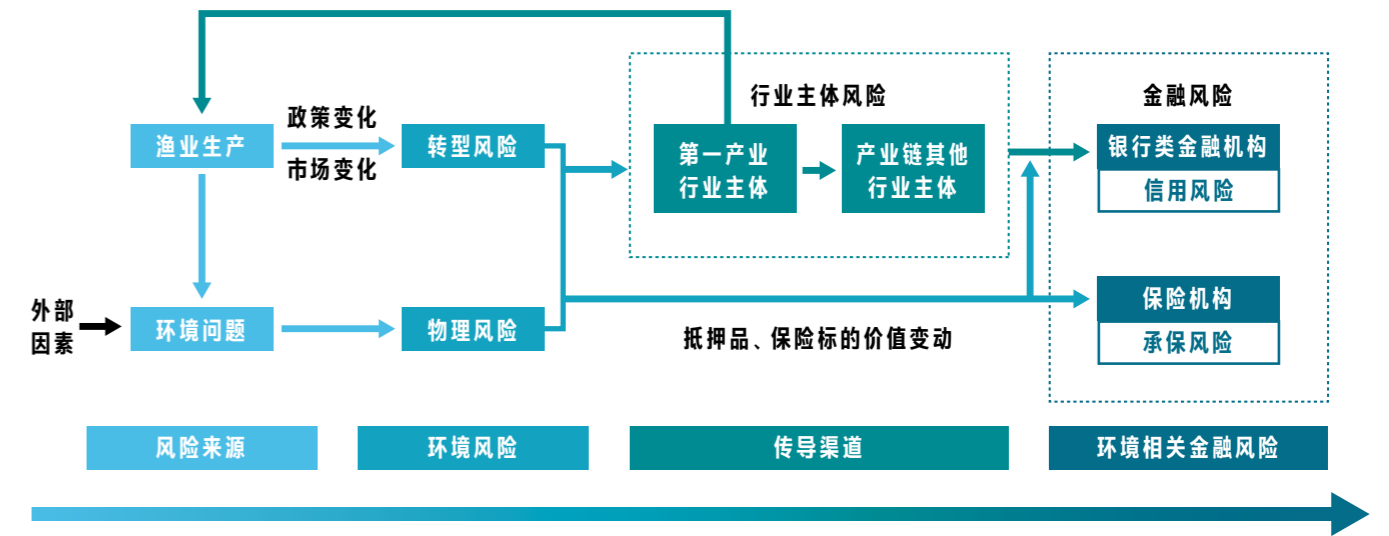 行业主体风险
金融风险
政策变化
渔业生产
市场变化
转型风险
第一产业
行业主体
产业链其他
行业主体
银行类金融机构
信用风险
外部
因素
环境问题
物理风险
抵押品、保险标的价值变动
保险机构
承保风险
风险来源
环境风险
传导渠道
环境相关金融风险